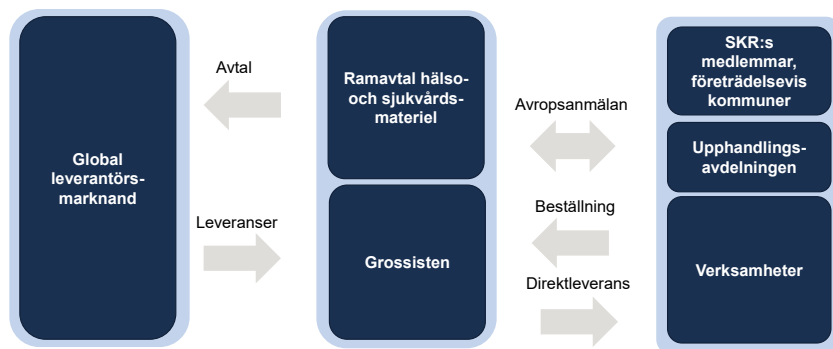 Global
leverantörs-
marknand
Avtal
Leveranser
Ramavtal hälso-
och sjukvårds-
materiel
Grossisten
Avropsanmälan
Beställning
Direktleverans
SKR:s
medlemmar,
företrädelsevis
kommuner
Upphandlings-
avdelningen
Verksamheter